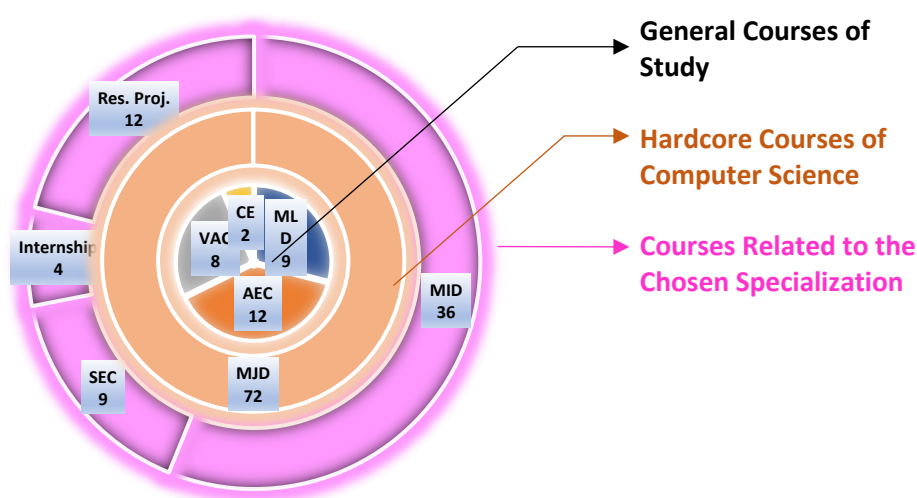 General Courses of
Study
Res. Proj.
12
Hardcore Courses of
Computer Science
CE
2
ML
D
9
VAC
8
Internship
4
Courses Related to the
Chosen Specialization
MID
36
AEC
12
SEC
9
MJD
72